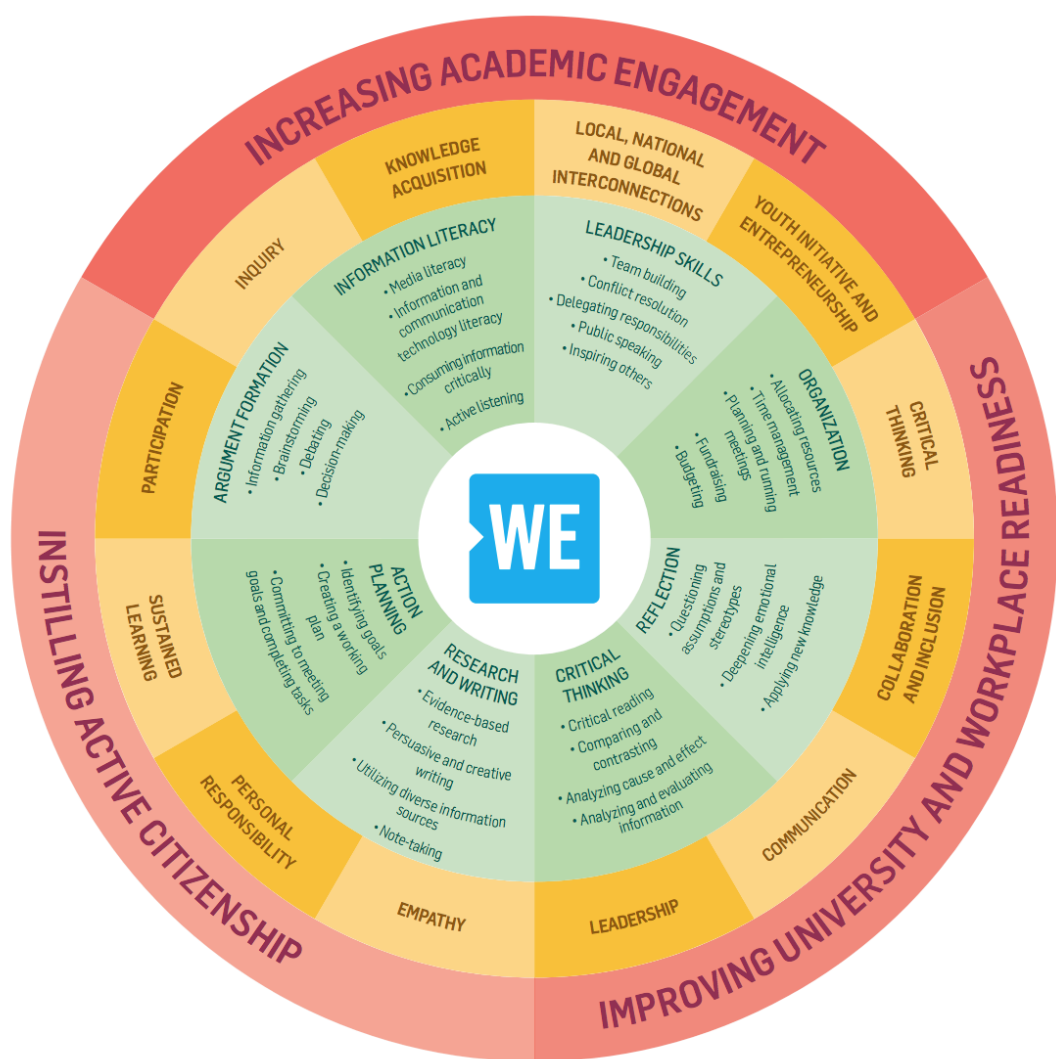 INCREASING ACADEMIC ENGAGEMENT
IMPROVING UNIVERSITY AND WORKPLACE READINESS
INSTILLING ACTIVE CITIZENSHIP
KNOWLEDGE
ACQUISITION
LOCAL, NATIONAL
AND GLOBAL
INTERCONNECTIONS
YOUTH INITIATIVE AND
ENTREPRENEURSHIP
CRITICAL
THINKING
COLLABORATION
AND INCLUSION
COMMUNICATION
LEADERSHIP
EMPATHY
PERSONAL
RESPONSIBILITY
SUSTAINED
LEARNING
PARTICIPATION
INQUIRY
INFORMATION LITERACY
• Media literacy
• Information and
communication
technology literacy
• Consuming information
critically
• Active listening
LEADERSHIP SKILLS
• Team building
• Conflict resolution
• Delegating responsibilities
• Public speaking
• Inspiring others
ORGANIZATION
• Allocating resources
• Time management
• Planning and running
meetings
• Fundraising
• Budgeting
REFLECTION
• Questioning
assumptions and
stereotypes
• Deepening emotional
intelligence
• Applying new knowledge
CRITICAL
THINKING
• Critical reading
• Comparing and
contrasting
• Analyzing cause and effect
• Analyzing and evaluating
information
RESEARCH
AND WRITING
• Evidence-based
research
• Persuasive and creative
writing
• Utilizing diverse information
sources
• Note-taking
ACTION
PLANNING
• Identifying goals
• Creating a working
plan
• Committing to meeting
goals and completing tasks
ARGUMENT FORMATION
• Information gathering
• Brainstorming
• Debating
• Decision-making
WE